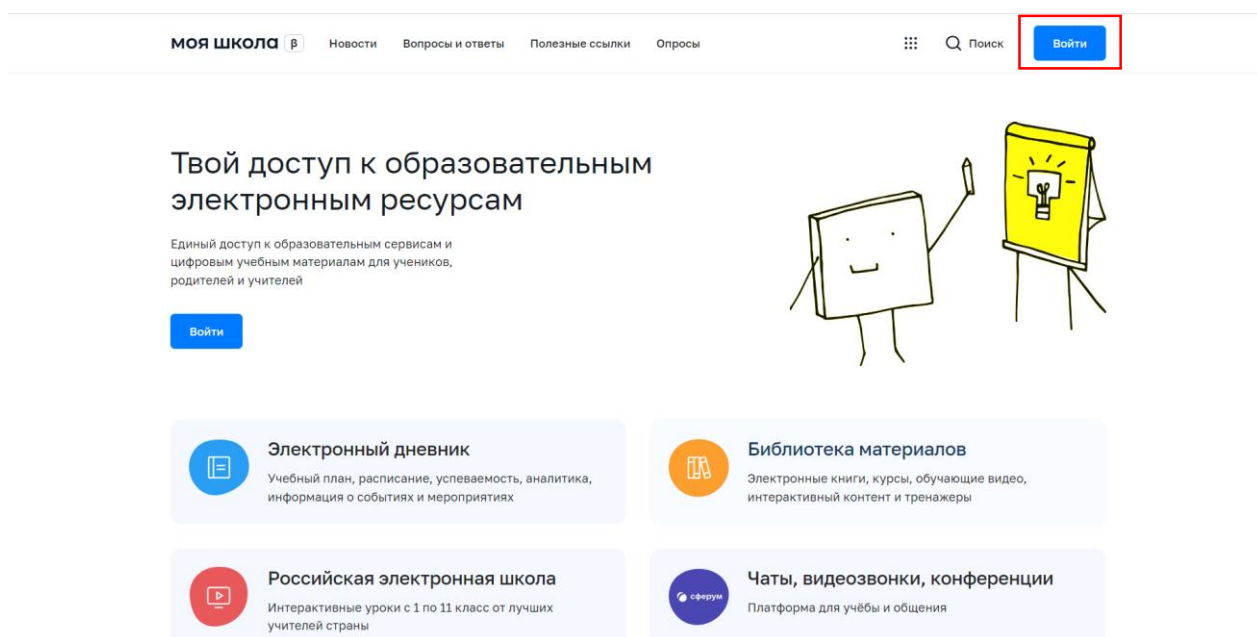 моя школа β Новости Вопросы и ответы Полезные ссылки Опросы Поиск Войти
Твой доступ к образовательным
электронным ресурсам
Единый доступ к образовательным сервисам и
цифровым учебным материалам для учеников,
родителей и учителей
Войти
Электронный дневник
Учебный план, расписание, успеваемость, аналитика,
информация о событиях и мероприятиях
Библиотека материалов
Электронные книги, курсы, обучающие видео,
интерактивный контент и тренажеры
Российская электронная школа
Интерактивные уроки с 1 по 11 класс от лучших
учителей страны
сферум
Чаты, видеозвонки, конференции
Платформа для учёбы и общения